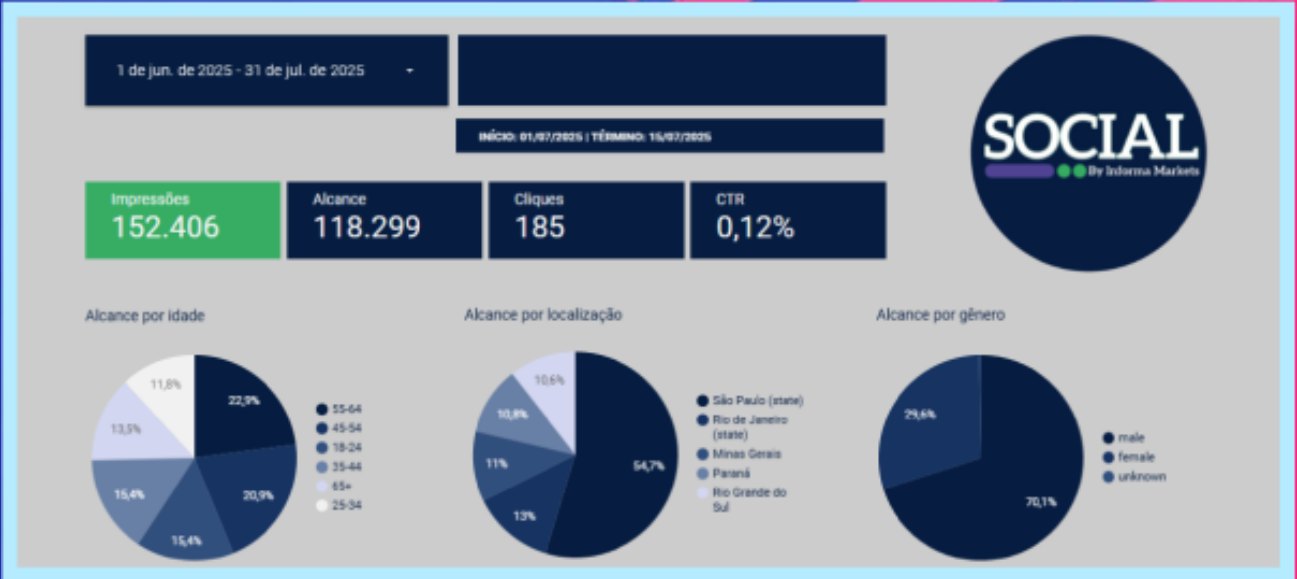 1 de jun. de 2025 - 31 de jul. de 2025
INÍCIO: 01/07/2025 | TÉRMINO: 15/07/2025
SOCIAL
By Informa Markets
Impressões
152.406
Alcance
118.299
Cliques
185
CTR
0,12%
Alcance por idade
11,8%
22,9%
13,5%
20,9%
15,4%
15,4%
55-64
45-54
18-24
35-44
65+
25-34
Alcance por localização
10,6%
10,8%
11%
54,7%
13%
São Paulo (state)
Rio de Janeiro
(state)
Minas Gerais
Paraná
Rio Grande do
Sul
Alcance por gênero
29,6%
70,1%
male
female
unknown